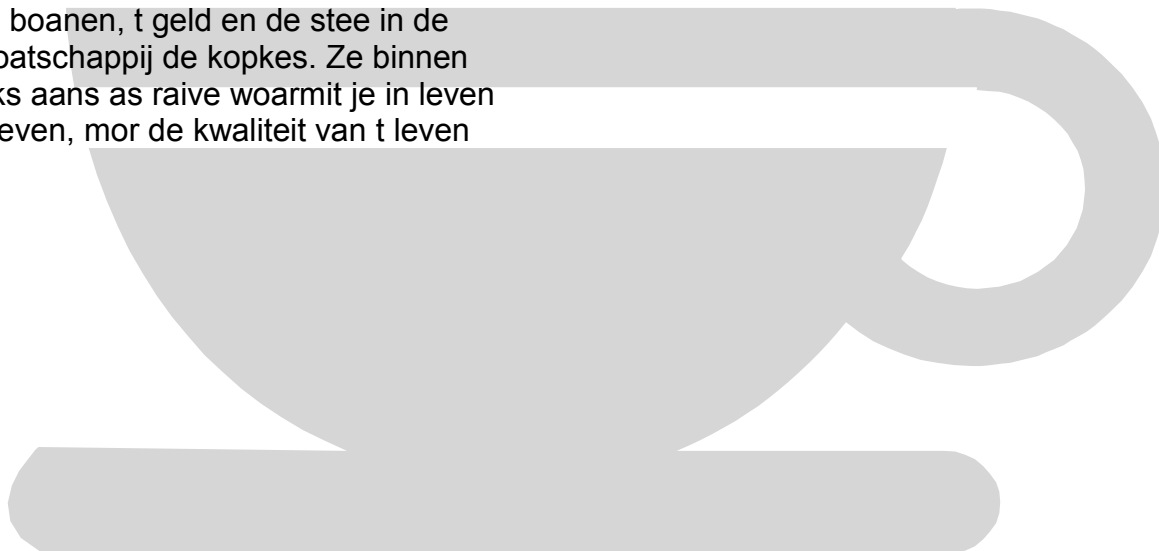 boanen, t geld en de stee in de
oatschappij de kopkes. Ze binnen
ks aans as raive woarmit je in leven
even, mor de kwaliteit van t leven